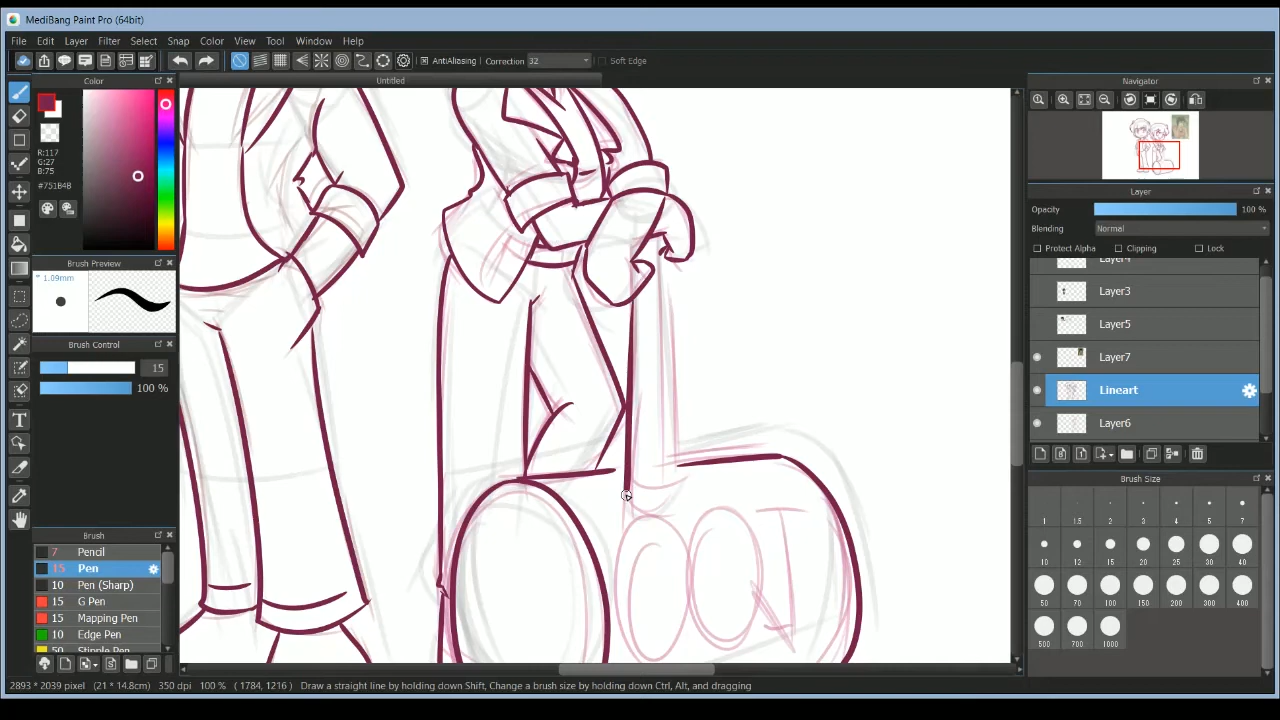 MediBang Paint Pro (64bit)
File Edit Layer Filter Select Snap Color View Tool Window Help
AntiAliasing Correction 32 Soft Edge
Color
Untitled
Navigator
R:117
G:27
B:75
#751B4B
Layer
Opacity 100 %
Blending Normal
Protect Alpha Clipping Lock
Brush Preview
1.09mm
Layer4
Layer3
Layer5
Layer7
Lineart
Layer6
Brush Control
15
100 %
T
Brush Size
1 1.5 2 3 4 5 7
10 12 15 20 25 30 40
50 70 100 150 200 300 400
500 700 1000
Brush
7 Pencil
15 Pen
10 Pen (Sharp)
15 G Pen
15 Mapping Pen
10 Edge Pen
50 Stipple Pen
2893 * 2039 pixel (21 * 14.8cm) 350 dpi 100 % ( 1784, 1216 ) Draw a straight line by holding down Shift, Change a brush size by holding down Ctrl, Alt, and dragging